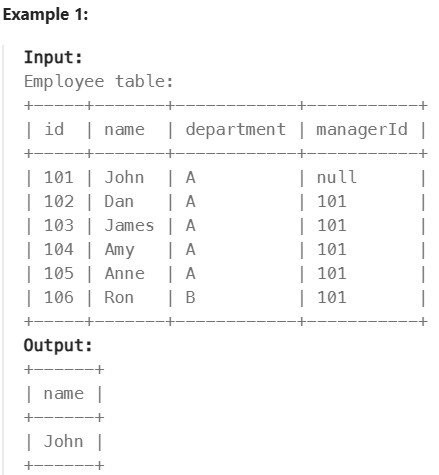 Example 1:
Input:
Employee table:
+-----+-------+------------+-----------+
| id  | name  | department | managerId |
+-----+-------+------------+-----------+
| 101 | John  | A          | null      |
| 102 | Dan   | A          | 101       |
| 103 | James | A          | 101       |
| 104 | Amy   | A          | 101       |
| 105 | Anne  | A          | 101       |
| 106 | Ron   | B          | 101       |
+-----+-------+------------+-----------+
Output:
+------+
| name |
+------+
| John |
+------+